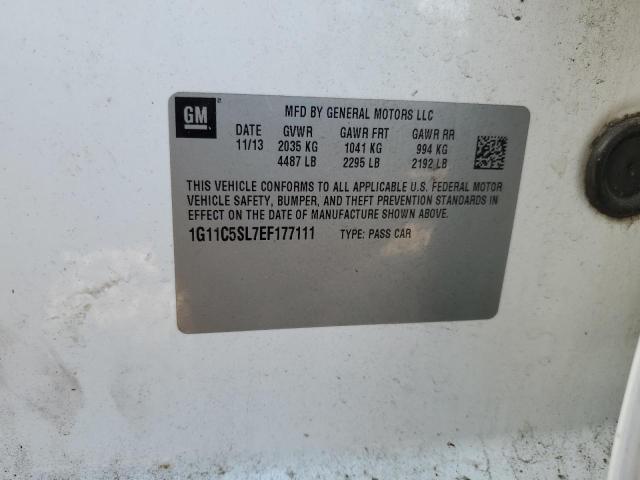 GM
MFD BY GENERAL MOTORS LLC
DATE GVWR GAWR FRT GAWR RR
11/13 2035 KG 1041 KG 994 KG
4487 LB 2295 LB 2192 LB
THIS VEHICLE CONFORMS TO ALL APPLICABLE U.S. FEDERAL MOTOR
VEHICLE SAFETY, BUMPER, AND THEFT PREVENTION STANDARDS IN
EFFECT ON THE DATE OF MANUFACTURE SHOWN ABOVE.
1G11C5SL7EF177111 TYPE: PASS CAR